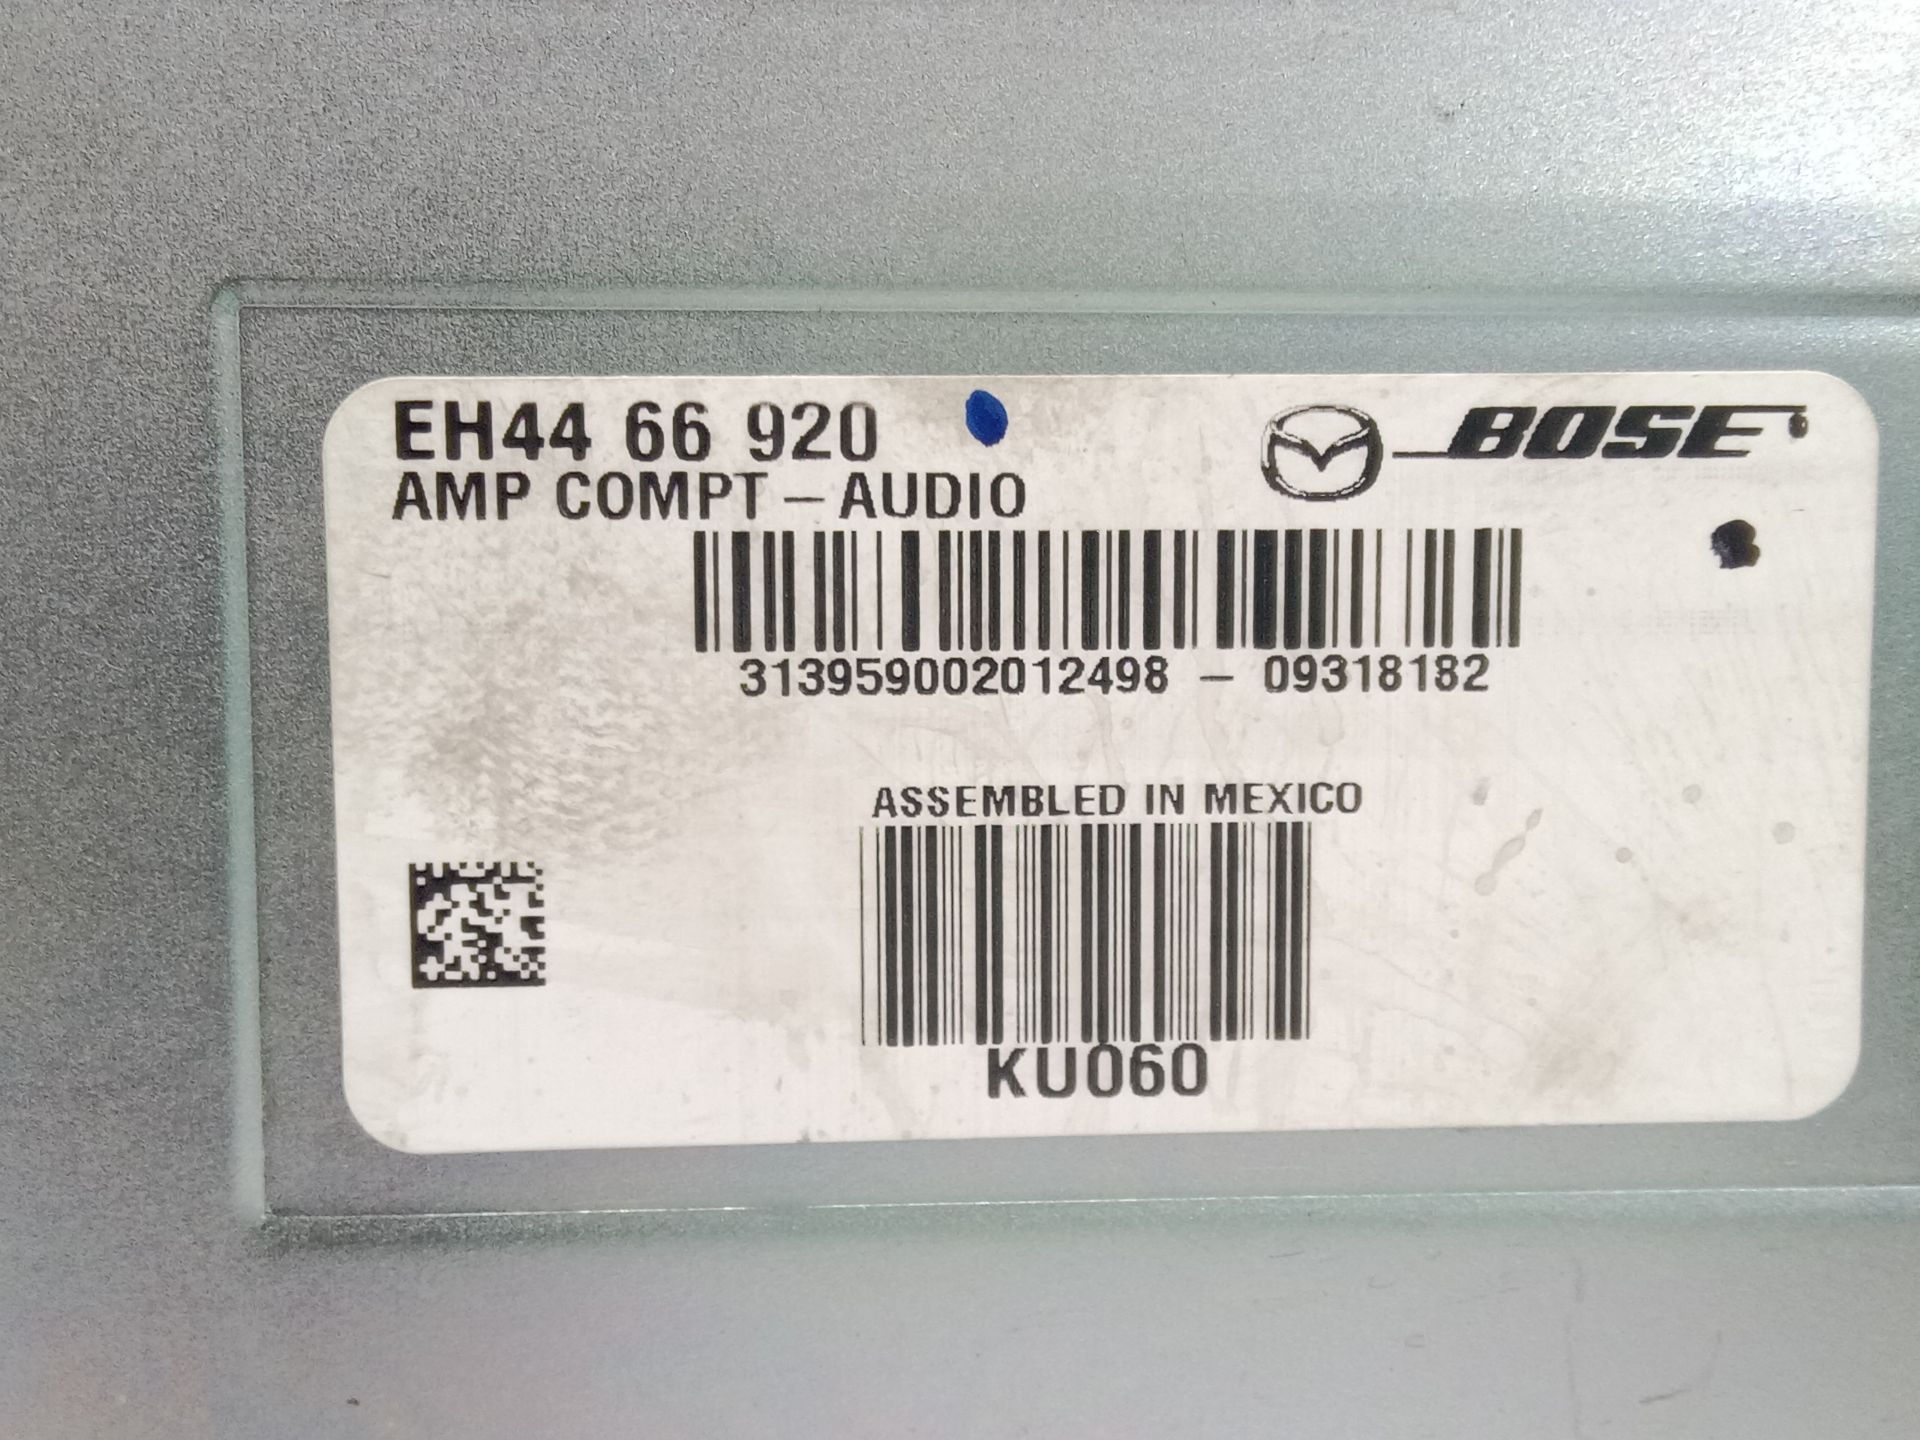 EH44 66 920
BOSE
AMP COMPT – AUDIO
313959002012498 – 09318182
ASSEMBLED IN MEXICO
KU060